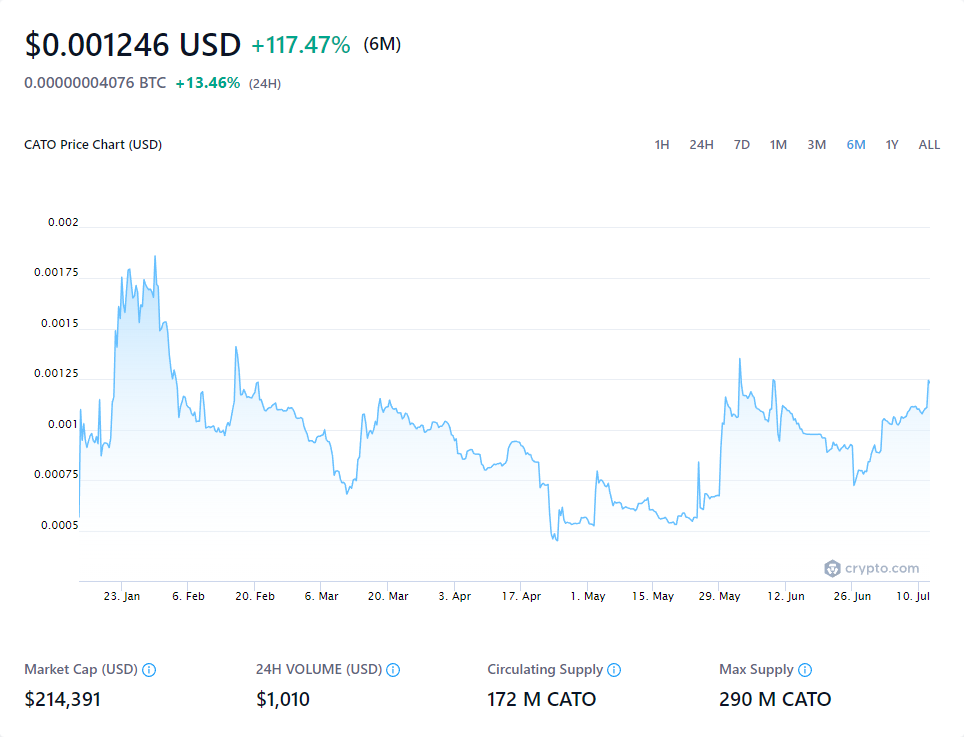 $0.001246 USD +117.47% (6M)
0.00000004076 BTC +13.46% (24H)
CATO Price Chart (USD) 1H 24H 7D 1M 3M 6M 1Y ALL
0.002
0.00175
0.0015
0.00125
0.001
0.00075
0.0005
crypto.com
23. Jan 6. Feb 20. Feb 6. Mar 20. Mar 3. Apr 17. Apr 1. May 15. May 29. May 12. Jun 26. Jun 10. Jul
Market Cap (USD) 24H VOLUME (USD) Circulating Supply Max Supply
$214,391 $1,010 172 M CATO 290 M CATO